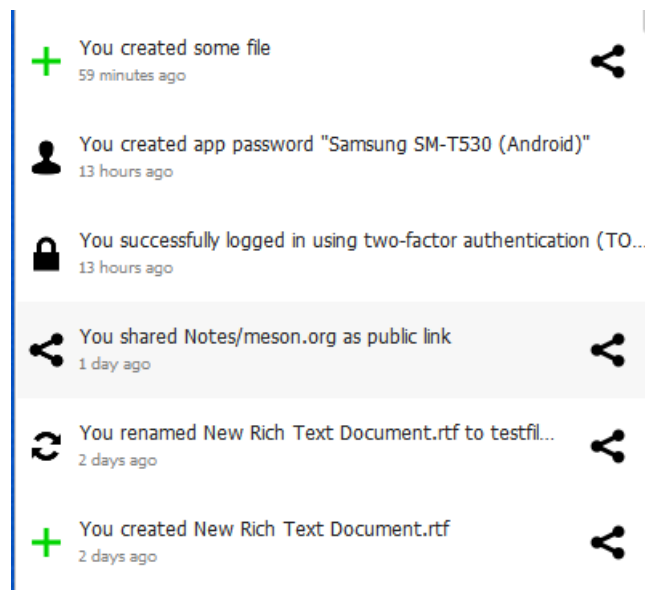 You created some file
59 minutes ago
You created app password "Samsung SM-T530 (Android)"
13 hours ago
You successfully logged in using two-factor authentication (TO...
13 hours ago
You shared Notes/meson.org as public link
1 day ago
You renamed New Rich Text Document.rtf to testfil...
2 days ago
You created New Rich Text Document.rtf
2 days ago